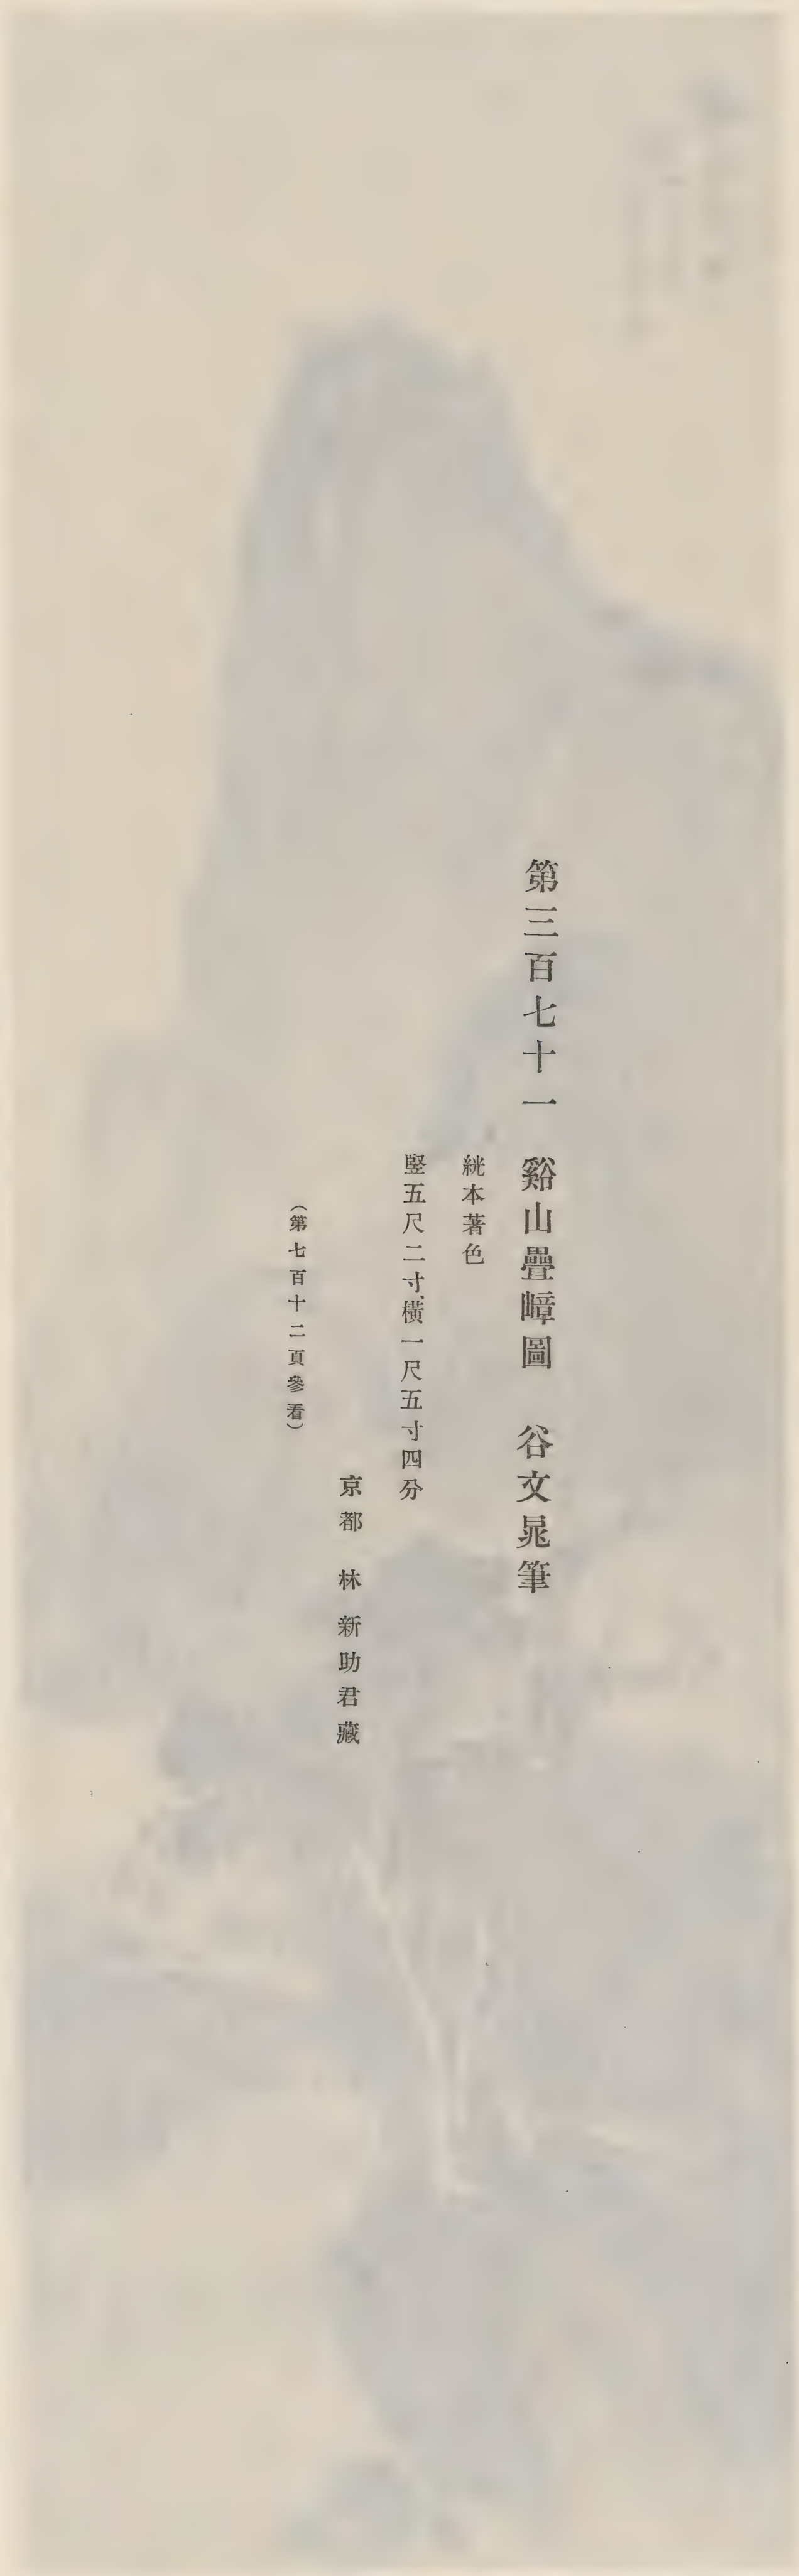 第三百七十一　谿山疊嶂圖　谷文晁筆
絖本著色
竪五尺二寸、橫一尺五寸四分
京都　林新助君藏
（第七百十二頁參看）